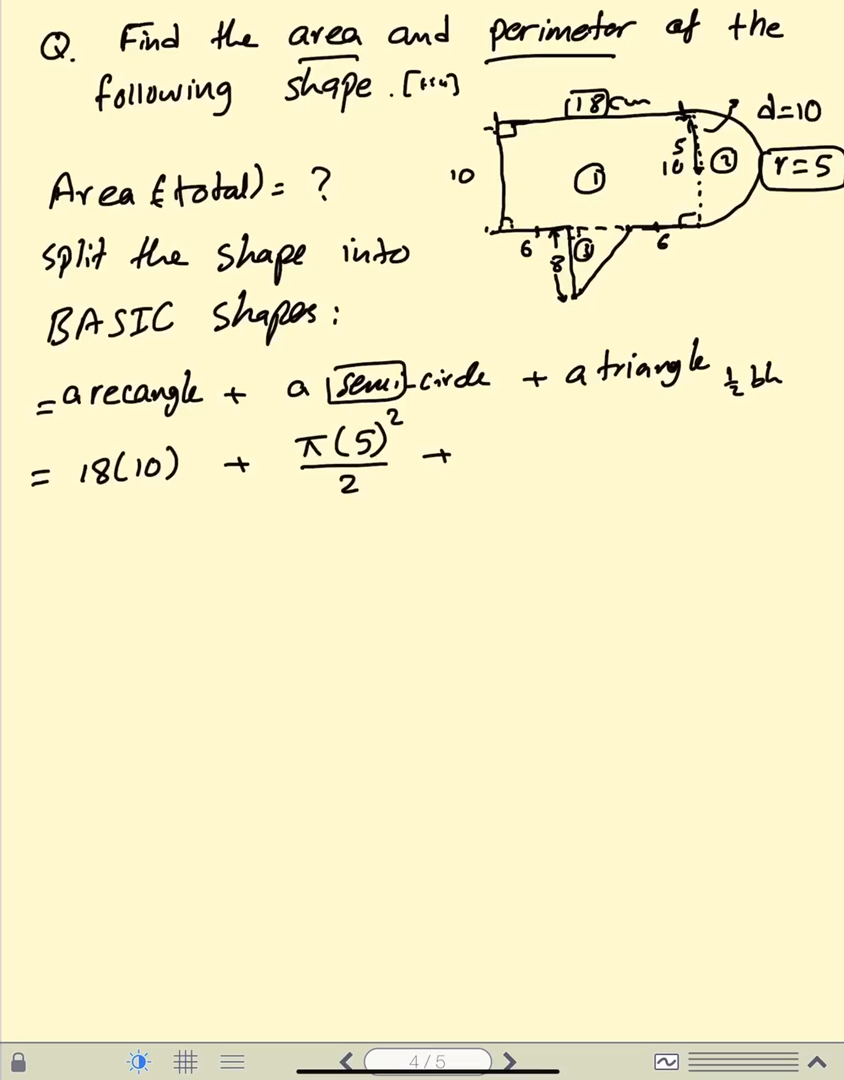 Q. Find the area and perimeter of the
following shape.
18 cm
d=10
5
10
②
r=5
10
①
6
8
③
6
Area (total) = ?
split the shape into
BASIC shapes:
= a recangle + a semi-circle + a triangle ½ bh
= 18(10) + π(5)²/2 +
4/5